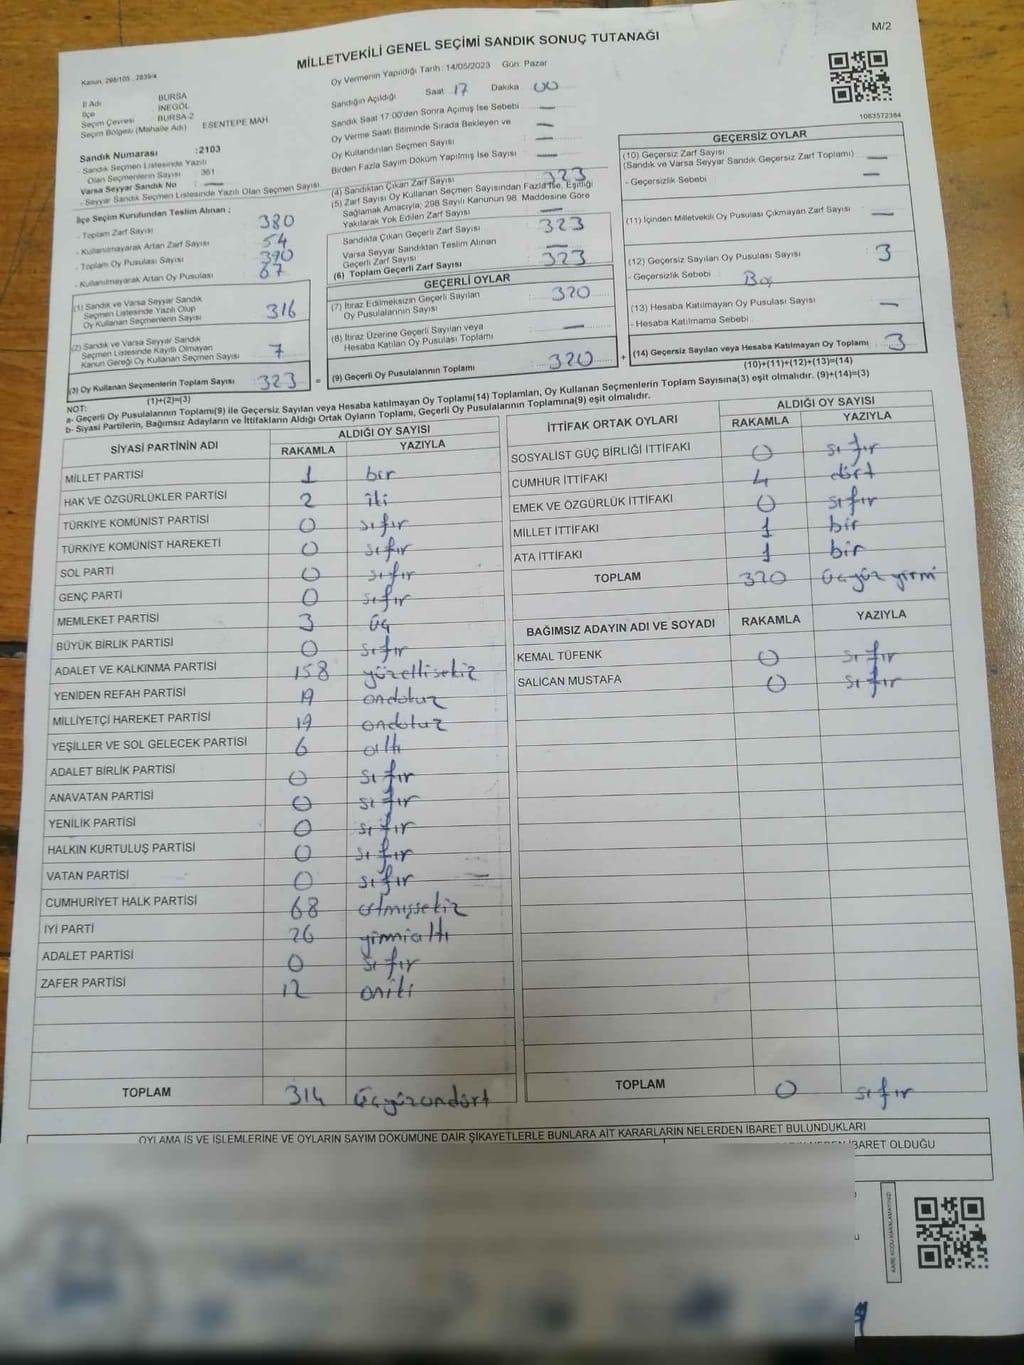 M/2
MİLLETVEKİLİ GENEL SEÇİMİ SANDIK SONUÇ TUTANAĞI
Kanun, 298/105 , 2839/4
Oy Vermenin Yapıldığı Tarih : 14/05/2023 Gün: Pazar
İl Adı : BURSA
İlçe : İNEGÖL
Seçim Çevresi : BURSA-2
Seçim Bölgesi (Mahalle Adı) : ESENTEPE MAH
Sandık Numarası :2103
- Sandık Seçmen Listesinde Yazılı
Olan Seçmenlerin Sayısı : 361
Varsa Seyyar Sandık No : —
- Seyyar Sandık Seçmen Listesinde Yazılı Olan Seçmen Sayısı
İlçe Seçim Kurulundan Teslim Alınan ;
- Toplam Zarf Sayısı : 380
- Kullanılmayarak Artan Zarf Sayısı : 54
- Toplam Oy Pusulası Sayısı : 390
- Kullanılmayarak Artan Oy Pusulası : 67
(1) Sandık ve Varsa Seyyar Sandık
Seçmen Listesinde Yazılı Olup
Oy Kullanan Seçmenlerin Sayısı 316
(2) Sandık ve Varsa Seyyar Sandık
Seçmen Listesinde Kayıtlı Olmayan
Kanun Gereği Oy Kullanan Seçmen Sayısı 7
(3) Oy Kullanan Seçmenlerin Toplam Sayısı : 323 =
(1)+(2)=(3)
Sandığın Açıldığı Saat : 17 Dakika : 00
Sandık Saat 17.00'den Sonra Açımış İse Sebebi : —
Oy Verme Saati Bitiminde Sırada Bekleyen ve
Oy Kullandırılan Seçmen Sayısı : —
Birden Fazla Sayım Döküm Yapılmış İse Sayısı : —
(4) Sandıktan Çıkan Zarf Sayısı : 323
(5) Zarf Sayısı Oy Kullanan Seçmen Sayısından Fazla İse, Eşitliği
Sağlamak Amacıyla; 298 Sayılı Kanunun 98. Maddesine Göre
Yakılarak Yok Edilen Zarf Sayısı : —
Sandıkta Çıkan Geçerli Zarf Sayısı : 323
Varsa Seyyar Sandıktan Teslim Alınan
Geçerli Zarf Sayısı : —
(6) Toplam Geçerli Zarf Sayısı : 323
GEÇERLİ OYLAR
(7) İtiraz Edilmeksizin Geçerli Sayılan
Oy Pusulalarının Sayısı : 320
(8) İtiraz Üzerine Geçerli Sayılan veya
Hesaba Katılan Oy Pusulası Toplamı : —
(9) Geçerli Oy Pusulalarının Toplamı : 320 +
1083572384
GEÇERSİZ OYLAR
(10) Geçersiz Zarf Sayısı
(Sandık ve Varsa Seyyar Sandık Geçersiz Zarf Toplamı) : —
- Geçersizlik Sebebi : —
(11) İçinden Milletvekili Oy Pusulası Çıkmayan Zarf Sayısı : —
(12) Geçersiz Sayılan Oy Pusulası Sayısı : 3
- Geçersizlik Sebebi : Boş
(13) Hesaba Katılmayan Oy Pusulası Sayısı : —
- Hesaba Katılmama Sebebi :
(14) Geçersiz Sayılan veya Hesaba Katılmayan Oy Toplamı : 3
(10)+(11)+(12)+(13)=(14)
NOT:
a- Geçerli Oy Pusulalarının Toplamı(9) ile Geçersiz Sayılan veya Hesaba katılmayan Oy Toplamı(14) Toplamları, Oy Kullanan Seçmenlerin Toplam Sayısına(3) eşit olmalıdır. (9)+(14)=(3)
b- Siyasi Partilerin, Bağımsız Adayların ve İttifakların Aldığı Ortak Oyların Toplamı, Geçerli Oy Pusulalarının Toplamına(9) eşit olmalıdır.
SİYASİ PARTİNİN ADI ALDIĞI OY SAYISI
RAKAMLA YAZIYLA
MİLLET PARTİSİ 1 bir
HAK VE ÖZGÜRLÜKLER PARTİSİ 2 iki
TÜRKİYE KOMÜNİST PARTİSİ 0 sıfır
TÜRKİYE KOMÜNİST HAREKETİ 0 sıfır
SOL PARTİ 0 sıfır
GENÇ PARTİ 0 sıfır
MEMLEKET PARTİSİ 3 üç
BÜYÜK BİRLİK PARTİSİ 0 sıfır
ADALET VE KALKINMA PARTİSİ 158 yüzellisekiz
YENİDEN REFAH PARTİSİ 19 ondokuz
MİLLİYETÇİ HAREKET PARTİSİ 19 ondokuz
YEŞİLLER VE SOL GELECEK PARTİSİ 6 altı
ADALET BİRLİK PARTİSİ 0 sıfır
ANAVATAN PARTİSİ 0 sıfır
YENİLİK PARTİSİ 0 sıfır
HALKIN KURTULUŞ PARTİSİ 0 sıfır
VATAN PARTİSİ 0 sıfır
CUMHURİYET HALK PARTİSİ 68 atmışsekiz
İYİ PARTİ 26 yirmialtı
ADALET PARTİSİ 0 sıfır
ZAFER PARTİSİ 12 oniki
TOPLAM 314 üçyüzondört
İTTİFAK ORTAK OYLARI ALDIĞI OY SAYISI
RAKAMLA YAZIYLA
SOSYALİST GÜÇ BİRLİĞİ İTTİFAKI 0 sıfır
CUMHUR İTTİFAKI 4 dört
EMEK VE ÖZGÜRLÜK İTTİFAKI 0 sıfır
MİLLET İTTİFAKI 1 bir
ATA İTTİFAKI 1 bir
TOPLAM 320 üçyüzyirmi
BAĞIMSIZ ADAYIN ADI VE SOYADI RAKAMLA YAZIYLA
KEMAL TÜFENK 0 sıfır
SALİCAN MUSTAFA 0 sıfır
TOPLAM 0 sıfır
OYLAMA İŞ VE İŞLEMLERİNE VE OYLARIN SAYIM DÖKÜMÜNE DAİR ŞİKAYETLERLE BUNLARA AİT KARARLARIN NELERDEN İBARET BULUNDUKLARI
İBARET OLDUĞU
KARE KODU KARALAMAYINIZ!